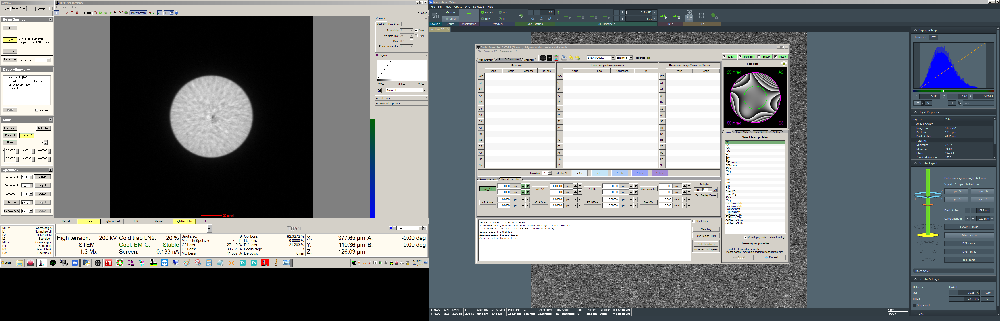 Workset
Stage Beam/Tune STEM Camera
Beam Settings
TEM
Probe Semi-angle 47.15 mrad
Range 22.30-94.68 mrad
Free Ctrl
Reset beam Spot number 9
Direct Alignments
Intensity List [FOCUS]
Tomo Rotation Center (Objective)
Diffraction alignment
Beam Tilt
Done Auto help
Stigmator
Condenser Diffraction
Probe A1 Probe B2
None Step: 1
x 0.00000 -0.00024 0.00000
y 0.00000 -0.00005 0.00000
Apertures
Condenser 1 2000 Adjust
Condenser 2 150 Adjust
Condenser 3 2000 Adjust
Objective [none] Adjust
Selected Area [none] Adjust
MF X: Coma stig X
L1: Normalize all
L2: TEM/STEM
L3: Spotsize -
MF Y: Coma stig Y
R1: Screen lift
R2: Beam Blank
R3: Spotsize +
TEM User Interface
File Mode Help
Insert Screen
Close
Camera
Settings Bias & Gain
Sensitivity: Auto
Exp. time [ms]: 25 Dual
Gain: 0.7
Frame integration: 1
Histogram
0.000 γ: 1.00 0.300
Greyscale
Adjustments
Annotation Properties
20 mrad
Natural Linear High Contrast HDR Manual High Resolution FFT
TITAN
- None -
High tension: 200 kV Cold trap LN2: 20 %
STEM Cool. BM-C: Stable
1.3 Mx Screen: 0.133 nA
Spot size: 9 Obj Lens: 82.3272 %
Monochr.Spot size: <= 11 Ltz Lens: 0.0000 %
C2 Lens: 27.110 % Dif Lens: 21.203 %
C3 Lens: 30.751 % Focus step: 3
MC Lens: 41.387 % Defocus: 0 nm
X: 377.65 µm A: -0.00 deg
Y: 110.36 µm B: 0.00 deg
Z: -126.03 µm
Start
1:49 PM
12/12/2025
Acquisition - Velox
File Edit View Optics DPC Detectors Help
TEM HAADF DF4 0.0° 512 x 512
STEM DF2 BF 1 µs
Layout Optics Annotations Detectors Scan Rotation STEM Imaging EDS SI
A : HAADF
Probe Corrector S-CORR (Service)::Alignment data successfully loaded.
File Corrector PC Preferences ?
Measurement State Of Correction Channels STEM@200KV calibrated Properties
to EM from EM Supply Image
Estimation Latest accepted measurements Estimation in Image Coordinate System
Value Angle Changes Rel. size Value Angle Confidence Δt Value Angle
WD WD WD
C1 C1 C1
A1 A1 A1
A2 A2 A2
B2 B2 B2
C3 C3 C3
A3 A3 A3
S3 S3 S3
A4 A4 A4
D4 D4 D4
B4 B4 B4
C5 C5 C5
A5 A5 A5
R5 R5 R5
S5 S5 S5
Time step 4 h Color for Δt < 4 h < 8 h < 12 h < 16 h ≥ 16 h
Auto correction Manual correction
AT_A1 0.00000 mm AT_A2 0.00000 mm AT_B2 0.00000 µm UserBeamShift 0.0000 µm
0.00000 mm 0.000 µm 0.00000 µm 0.0000 µm
AT_A1fine 0.0000 µm AT_A2fine 0.00000 µm AT_B2fine 0.00000 µm BeamTilt 0.000 mrad
0.0000 µm 0.00000 µm 0.00000 µm 0.000 mrad
Multiplier:
Bit 0 All
Zero Display Values
kernel connection established.
Element-Configuration has been successfully loaded from file.
DCORPRIME Kernel version: 4-75-2 (Release 4.6.9)
01.12.2025 | 20:06:24
Successfully loaded file.
Successfully loaded file.
Scroll Lock
Clear Log
Save Log as HTML
Print aberrations
in image coord. system
Phase Plate
25 mrad A2
55 mrad S3
Learn Probe State Total Output Wobble
Select learn problem
A2x
A2y
A2fx
A2fy
C3
S3x
S3y
DP2asymx
DP2asymy
A3Cx
A3Cy
B4x
B4y
A4x
A4y
D4x
D4y
PureHPCx
PureHPCy
A5Cx
A5Cy
UserBeamShiftx
UserBeamShifty
RestoreShiftx
RestoreShifty
CalRestoreTiltx
CalRestoreTilty
CalRestoreShiftx
CalRestoreShifty
Zero display values before learning
Learning not possible
The state of correction is empty.
Please accept, reevaluate or start a measurement first.
Cancel Proceed
Display Settings
Histogram FFT
22335.8 γ 1.00 24060.8
V grey
Object Properties
Property Value
Image HAADF
Image size 512 x 512
Pixel size 135.0 pm
Field of view 69.13 nm
Statistics
Minimum 22277
Maximum 24607
Mean 22949.4
Standard deviation 290.2
Detector Layout
Probe convergence angle: 47.1 mrad
SuperXG2: - cps -% dead time
1 2 - cps -% - cps -%
4 3 - cps -% - cps -%
Field of view 69.1 nm
Camera length 115 mm
HAADF: - mrad
Main Screen
DF4: - mrad
DF2: - mrad
BF: - mrad
Beam active
Detector Settings
Detector HAADF
Gain 30.537 % Auto
Offset 47.533 % Set
Scope tool
DPC
α -0.00° Size Dwell HT Scan fov STEM Mag Pixel size CL Beam conv. Coll. Angle Spot I screen Defocus x 377.65 µm
β 0.00° 512 1.00 µs 200 kV 69.1 nm 1.45 Mx 135.0 pm 115 mm 22.0 mrad 58 - 200 mrad 9 29.6 pA 0 pm y 110.36 µm
5 nm
HAADF